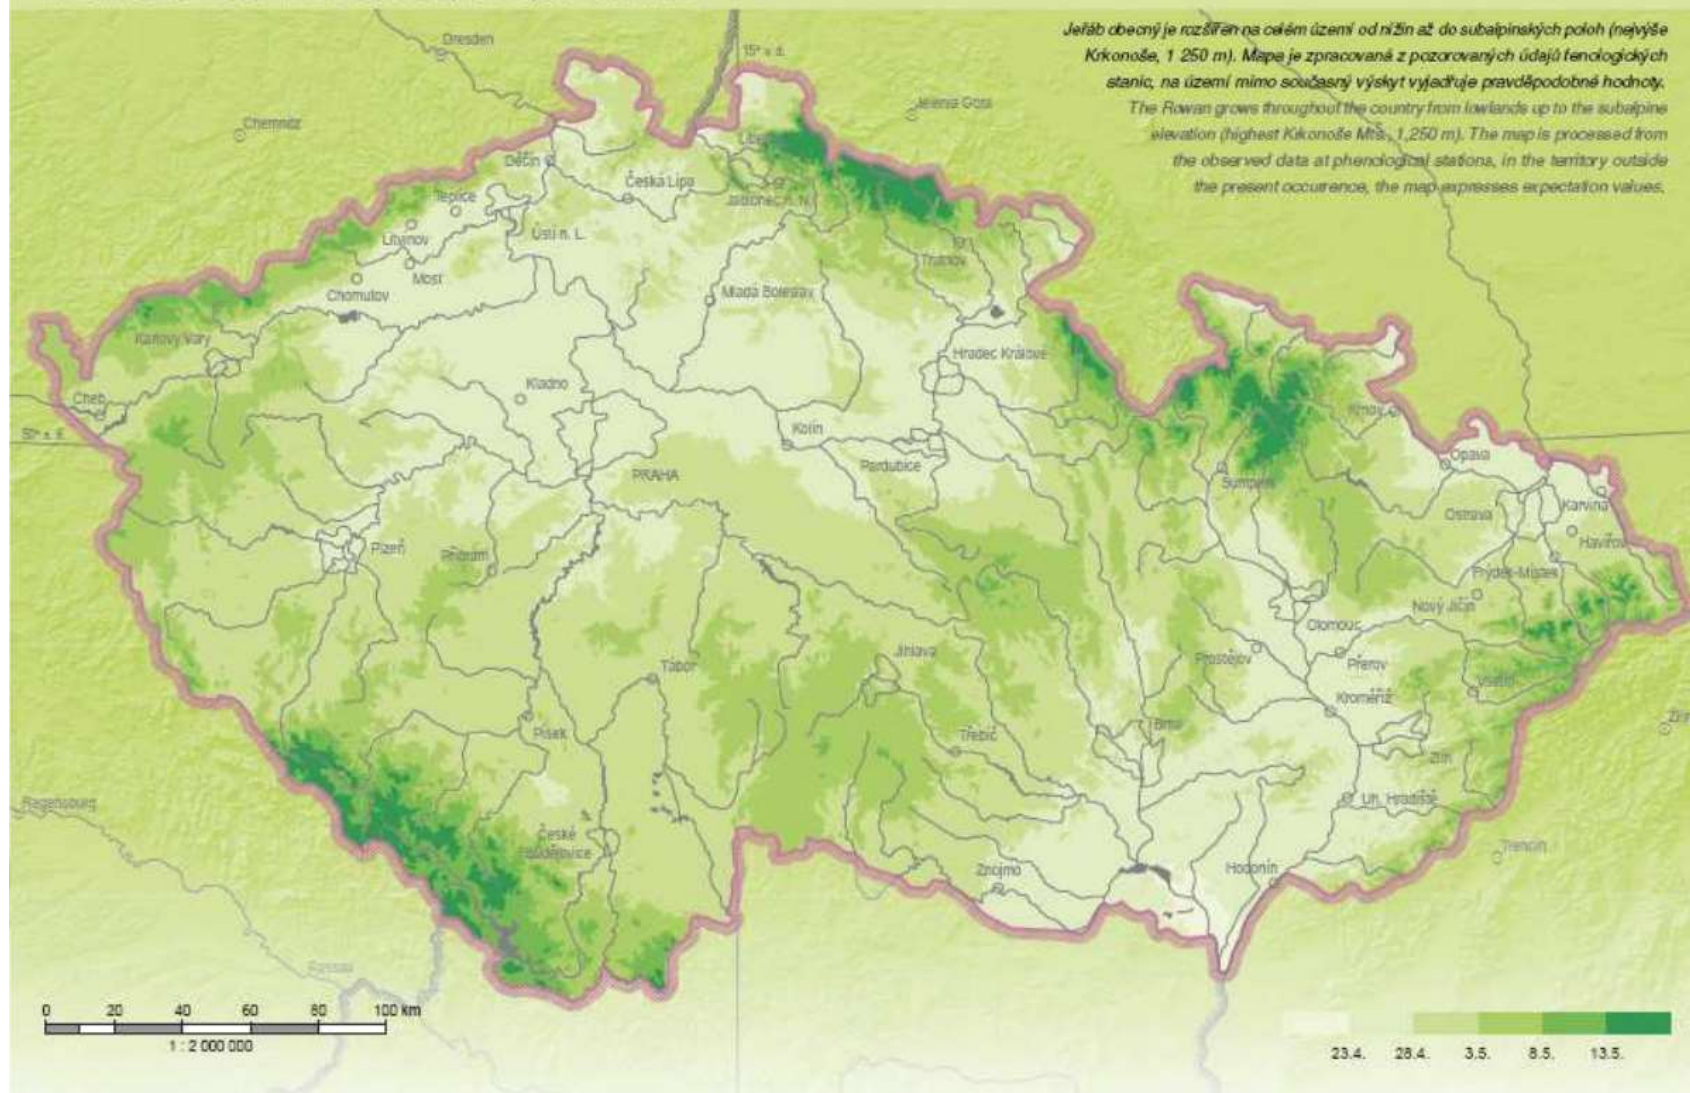 Jeřáb obecný je rozšířen na celém území od nížin až do subalpinských poloh (nejvýše
Krkonoše, 1 250 m). Mapa je zpracovaná z pozorovaných údajů fenologických
stanic, na území mimo současný výskyt vyjadřuje pravděpodobné hodnoty.
The Rowan grows throughout the country from lowlands up to the subalpine
elevation (highest Krkonoše Mts., 1,250 m). The map is processed from
the observed data at phenological stations, in the territory outside
the present occurrence, the map expresses expectation values.
Dresden
15° v. d.
Jelenia Góra
Chemnitz
Děčín
Česká Lípa
Teplice
Jablonec n. N.
Litvínov
Ústí n. L.
Most
Trutnov
Chomutov
Mladá Boleslav
Karlovy Vary
Hradec Králové
Kladno
Cheb
Krnov
Kolín
50° s. š.
Pardubice
Opava
PRAHA
Šumperk
Karviná
Ostrava
Havířov
Plzeň
Příbram
Frýdek-Místek
Nový Jičín
Olomouc
Jihlava
Prostějov
Přerov
Tábor
Vsetín
Kroměříž
Brno
Písek
Třebíč
Zlín
Regensburg
Uh. Hradiště
České
Budějovice
Trenčín
Znojmo
Hodonín
Passau
0 20 40 60 80 100 km
1 : 2 000 000
23.4. 28.4. 3.5. 8.5. 13.5.